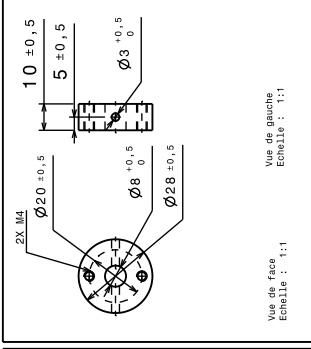 10 ±0,5
5 ±0,5
Ø3 +0,5 0
Vue de gauche
Echelle : 1:1
2X M4
Ø20 ±0,5
Ø8 +0,5 0
Ø28 ±0,5
Vue de face
Echelle : 1:1